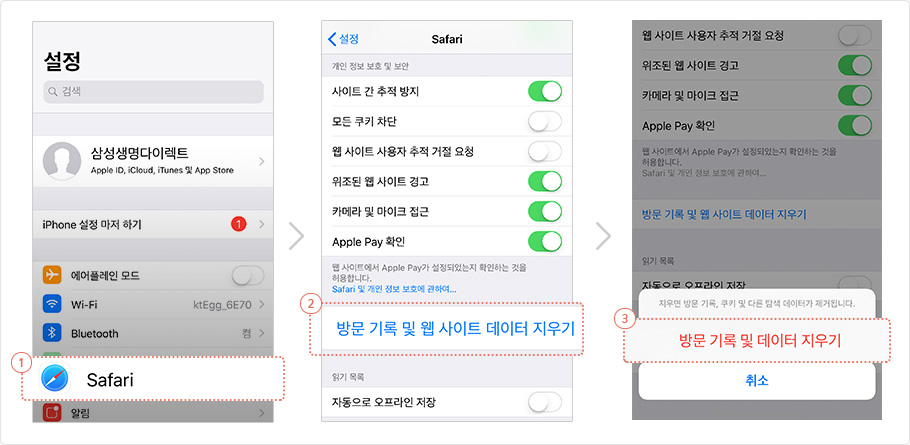 설정
검색
삼성생명다이렉트
Apple ID, iCloud, iTunes 및 App Store
iPhone 설정 마저 하기 1
에어플레인 모드
Wi-Fi ktEgg_6E70
Bluetooth 켬
1
Safari
알림
설정 Safari
개인 정보 보호 및 보안
사이트 간 추적 방지
모든 쿠키 차단
웹 사이트 사용자 추적 거절 요청
위조된 웹 사이트 경고
카메라 및 마이크 접근
Apple Pay 확인
웹 사이트에서 Apple Pay가 설정되었는지 확인하는 것을
허용합니다.
Safari 및 개인 정보 보호에 관하여...
2
방문 기록 및 웹 사이트 데이터 지우기
읽기 목록
자동으로 오프라인 저장
웹 사이트 사용자 추적 거절 요청
위조된 웹 사이트 경고
카메라 및 마이크 접근
Apple Pay 확인
웹 사이트에서 Apple Pay가 설정되었는지 확인하는 것을
허용합니다.
Safari 및 개인 정보 보호에 관하여...
방문 기록 및 웹 사이트 데이터 지우기
읽기 목록
자동으로 오프라인 저장
지우면 방문 기록, 쿠키 및 다른 탐색 데이터가 제거됩니다.
3
방문 기록 및 데이터 지우기
취소